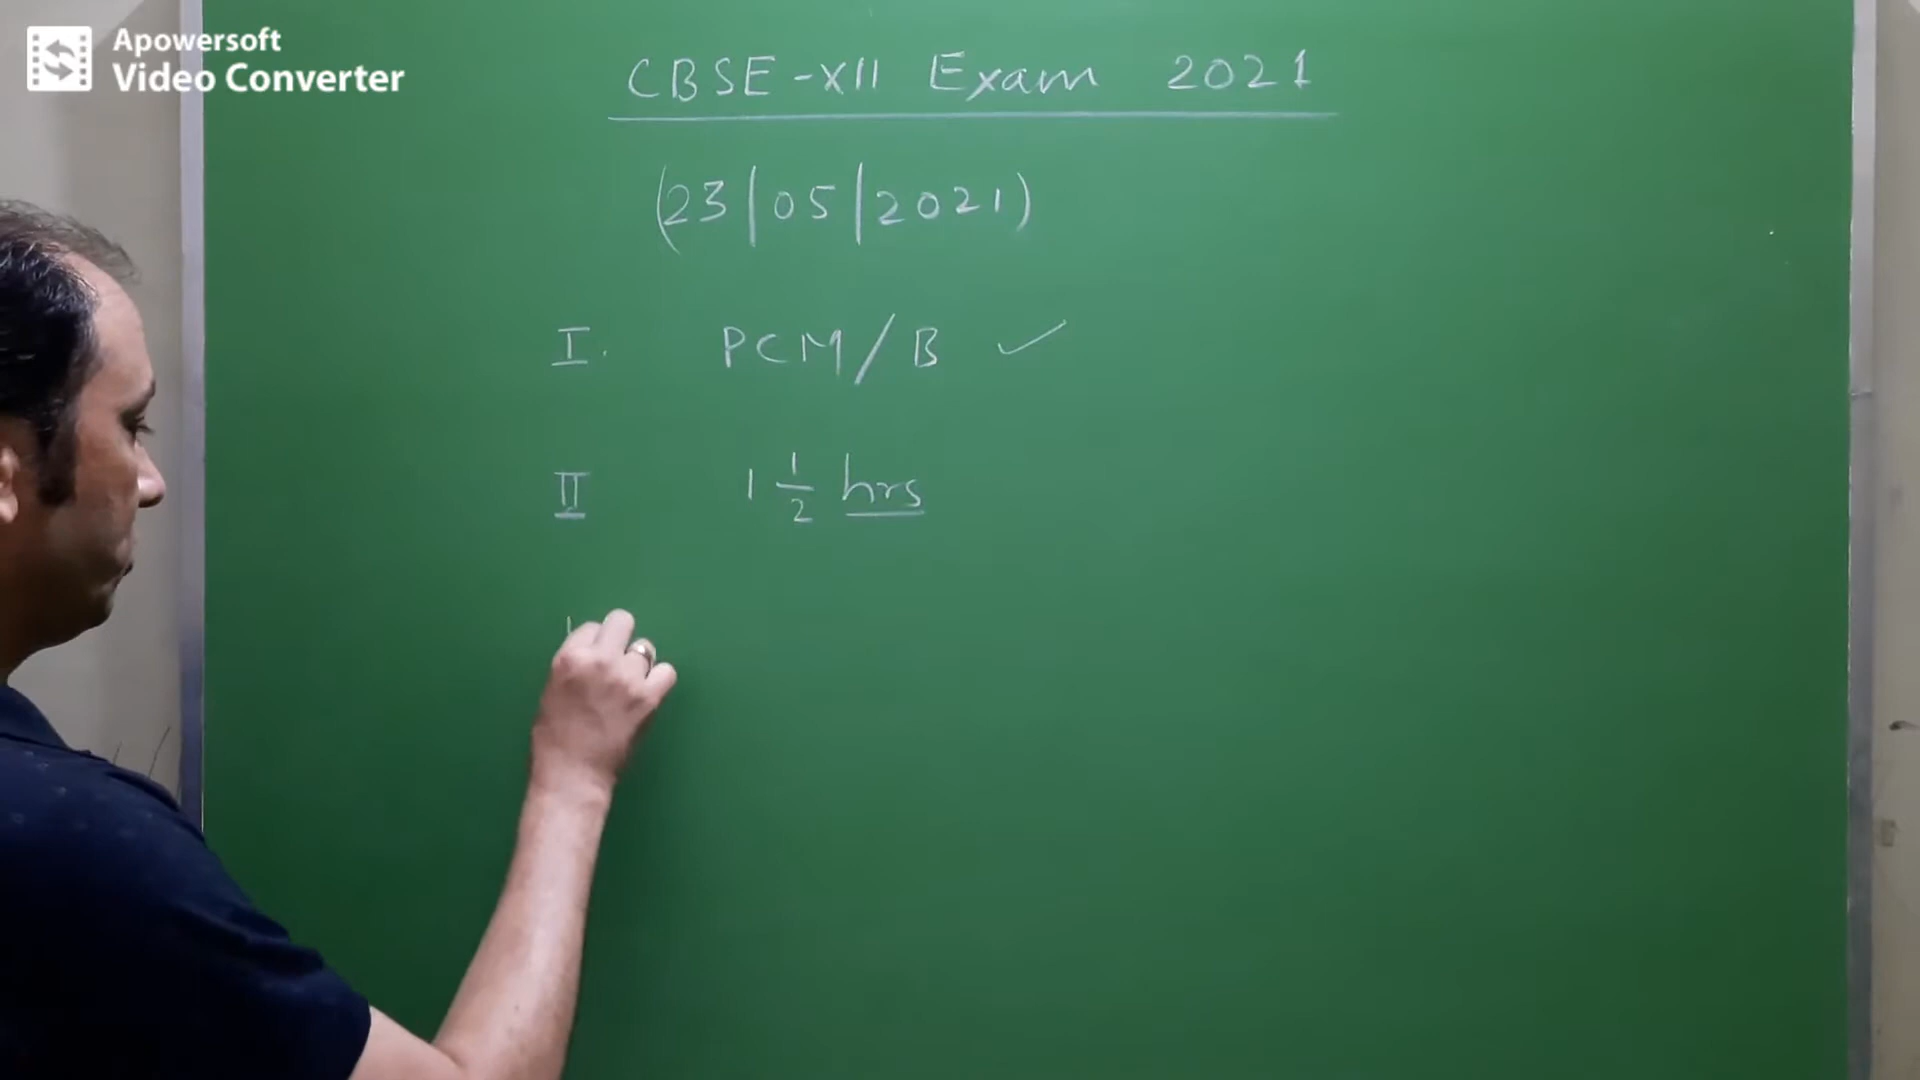 Apowersoft
Video Converter
CBSE-XII Exam 2021
(23|05|2021)
I. PCM/B ✓
II 1 1/2 hrs